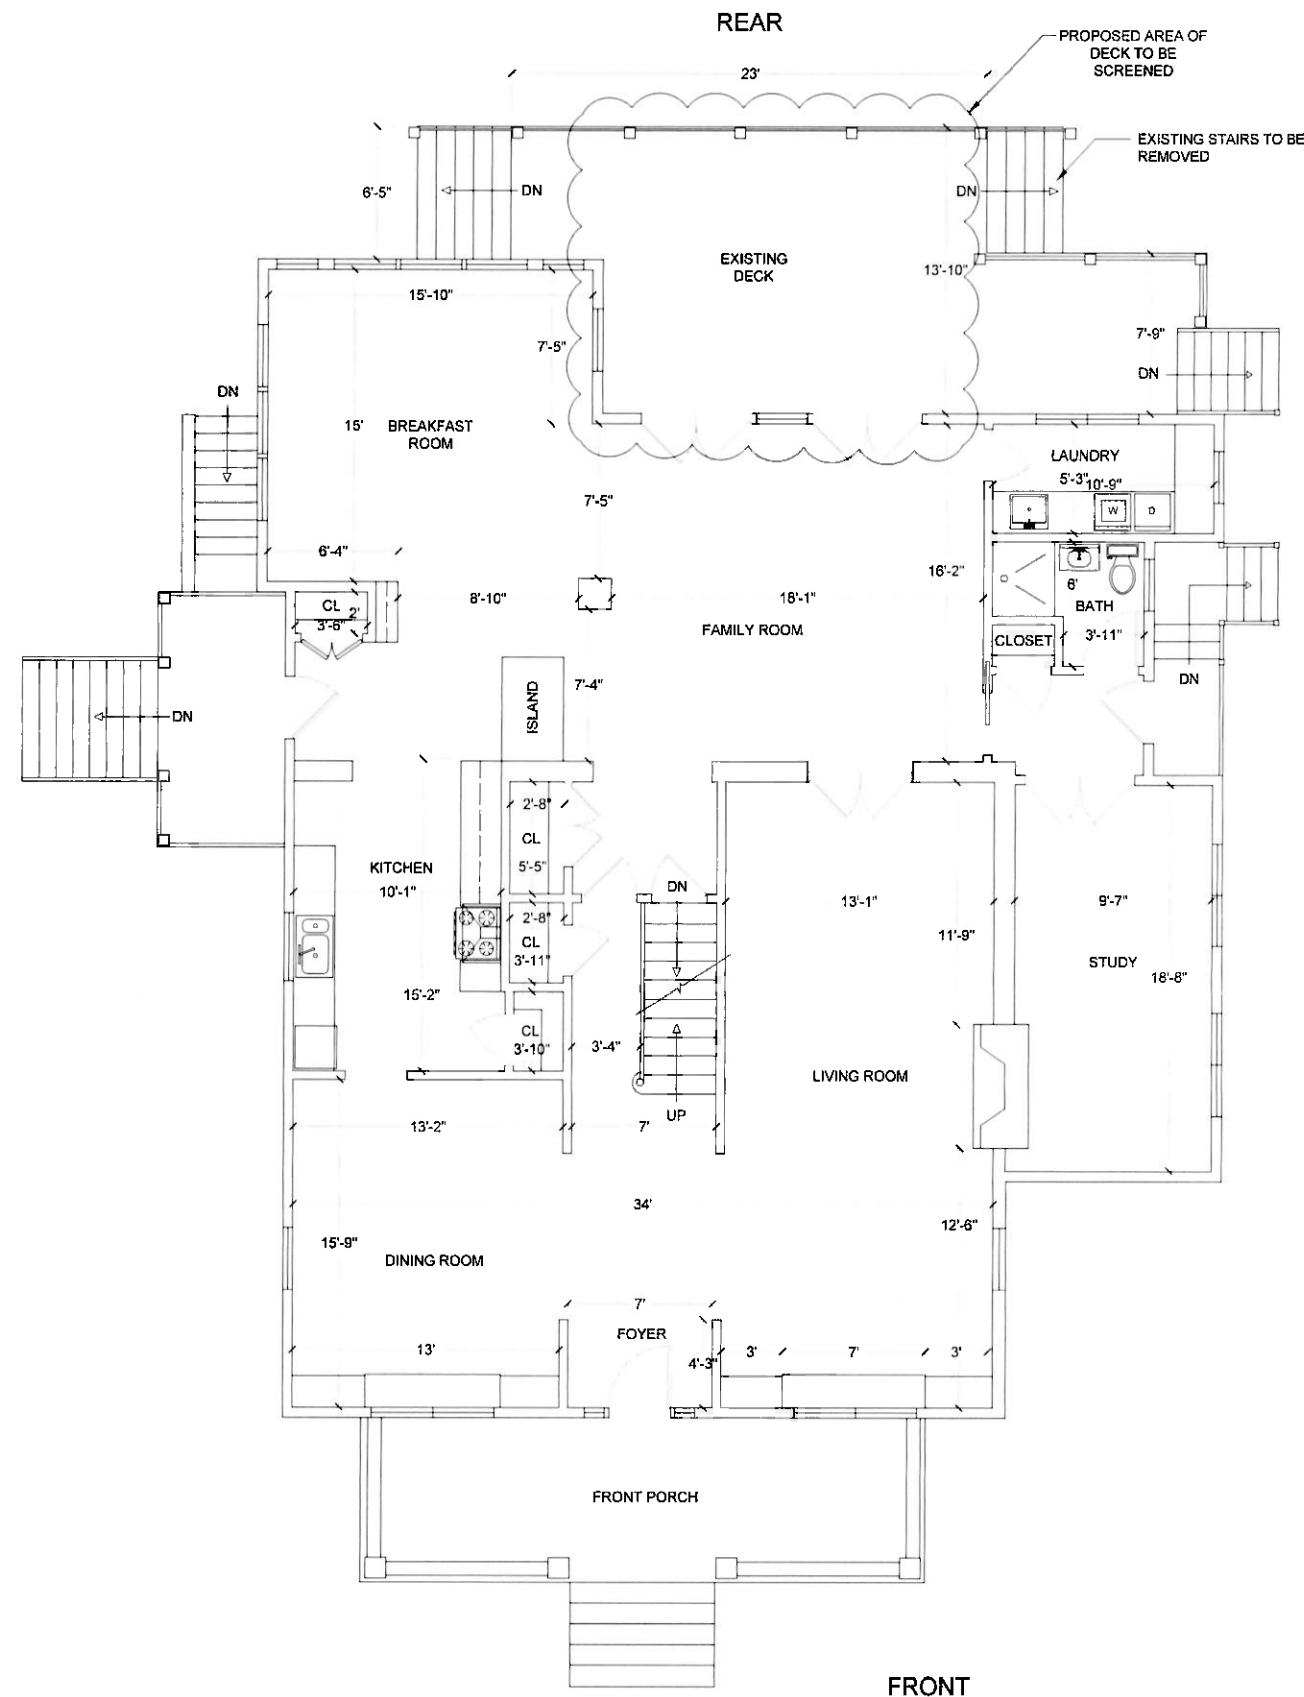 REAR
PROPOSED AREA OF
DECK TO BE
SCREENED
23'
EXISTING STAIRS TO BE
REMOVED
6'-5"
DN
DN
EXISTING
DECK
13'-10"
15'-10"
7'-5"
7'-9"
DN
DN
15'
BREAKFAST
ROOM
LAUNDRY
5'-3"
10'-9"
7'-5"
W
D
6'-4"
16'-2"
6'
8'-10"
18'-1"
CL
2'
3'-6"
BATH
FAMILY ROOM
CLOSET
3'-11"
DN
7'-4"
ISLAND
DN
2'-8"
CL
5'-5"
KITCHEN
10'-1"
DN
13'-1"
9'-7"
2'-8"
CL
3'-11"
11'-9"
STUDY
18'-8"
15'-2"
CL
3'-10"
3'-4"
LIVING ROOM
UP
13'-2"
7'
34'
12'-6"
15'-9"
DINING ROOM
7'
FOYER
13'
4'-3"
3'
7'
3'
FRONT PORCH
FRONT